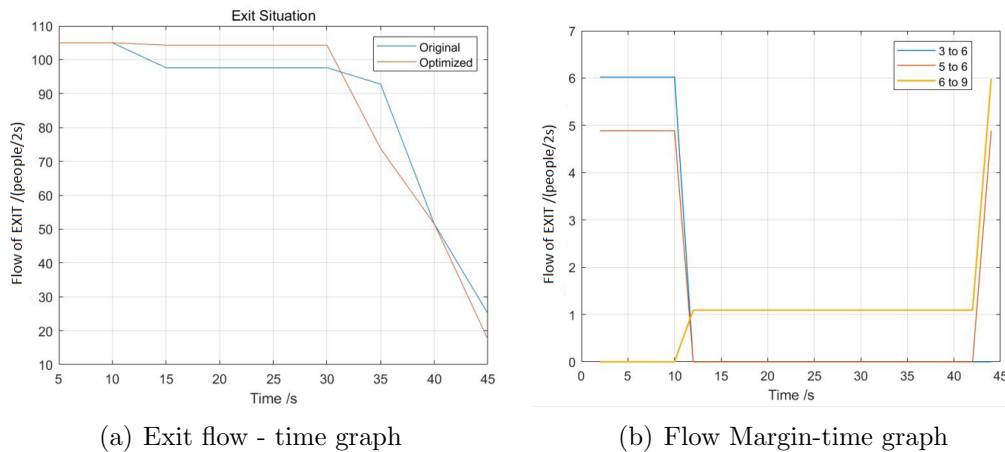 Exit Situation
110
100
90
80
70
60
50
40
30
20
10
5 10 15 20 25 30 35 40 45
Flow of EXIT /(people/2s)
Time /s
Original
Optimized
(a) Exit flow - time graph
7
6
5
4
3
2
1
0
0 5 10 15 20 25 30 35 40 45
Flow of EXIT /(people/2s)
Time /s
3 to 6
5 to 6
6 to 9
(b) Flow Margin-time graph